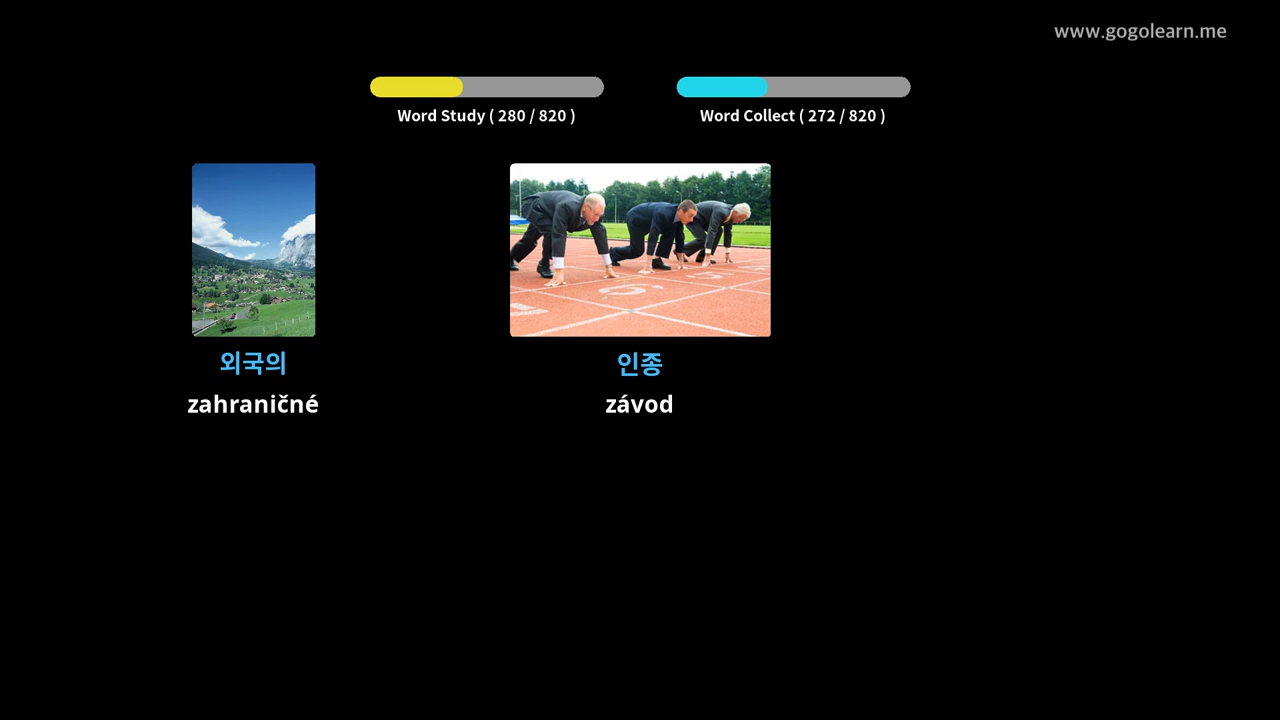 www.gogolearn.me
Word Study ( 280 / 820 )
Word Collect ( 272 / 820 )
외국의
zahraničné
인종
závod